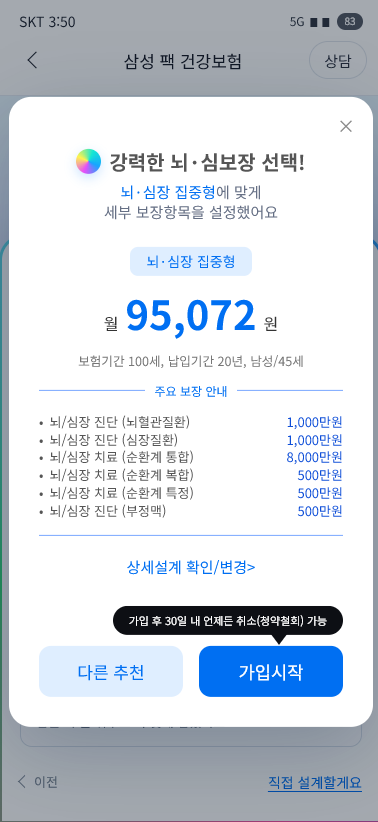 SKT 3:50
5G 83
삼성 팩 건강보험
상담
강력한 뇌·심보장 선택!
뇌·심장 집중형에 맞게
세부 보장항목을 설정했어요
뇌·심장 집중형
월 95,072 원
보험기간 100세, 납입기간 20년, 남성/45세
주요 보장 안내
• 뇌/심장 진단 (뇌혈관질환) 1,000만원
• 뇌/심장 진단 (심장질환) 1,000만원
• 뇌/심장 치료 (순환계 통합) 8,000만원
• 뇌/심장 치료 (순환계 복합) 500만원
• 뇌/심장 치료 (순환계 특정) 500만원
• 뇌/심장 진단 (부정맥) 500만원
상세설계 확인/변경>
가입 후 30일 내 언제든 취소(청약철회) 가능
다른 추천
가입시작
이전
직접 설계할게요